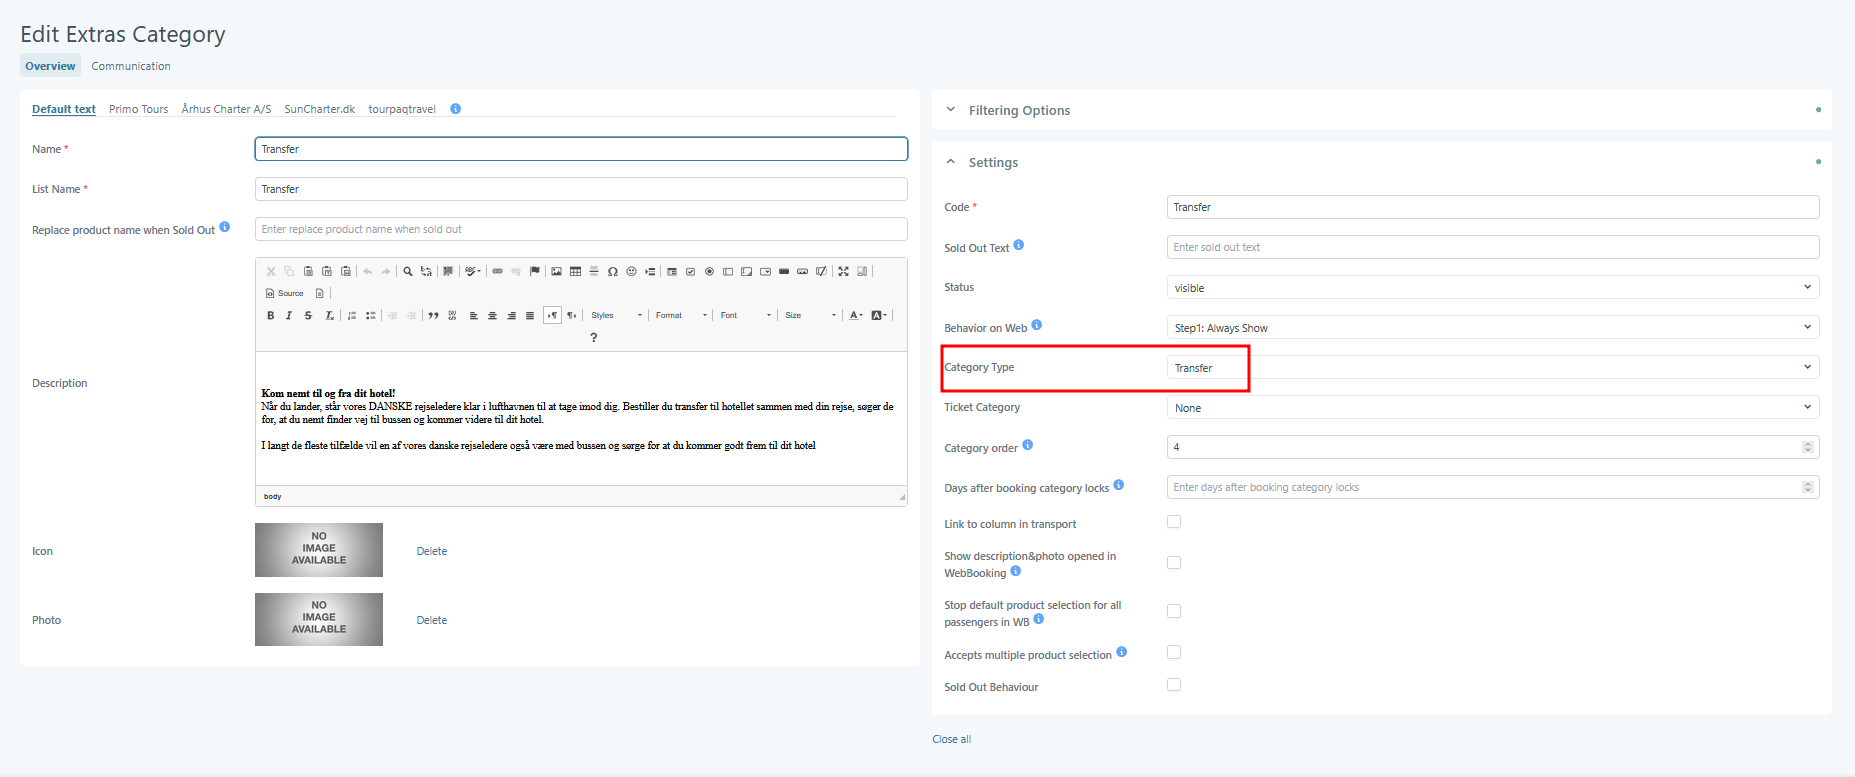 Edit Extras Category
Overview Communication
Default text Primo Tours Århus Charter A/S SunCharter.dk tourpaqtravel
Name *
Transfer
List Name *
Transfer
Replace product name when Sold Out
Enter replace product name when sold out
Source
Styles Format Font Size
?
Description
Kom nemt til og fra dit hotel!
Når du lander, står vores DANSKE rejseledere klar i lufthavnen til at tage imod dig. Bestiller du transfer til hotellet sammen med din rejse, søger de
for, at du nemt finder vej til bussen og kommer videre til dit hotel.
I langt de fleste tilfælde vil en af vores danske rejseledere også være med bussen og sørge for at du kommer godt frem til dit hotel
body
Icon
NO
IMAGE
AVAILABLE
Delete
Photo
NO
IMAGE
AVAILABLE
Delete
Filtering Options
Settings
Code *
Transfer
Sold Out Text
Enter sold out text
Status
visible
Behavior on Web
Step1: Always Show
Category Type
Transfer
Ticket Category
None
Category order
4
Days after booking category locks
Enter days after booking category locks
Link to column in transport
Show description&photo opened in
WebBooking
Stop default product selection for all
passengers in WB
Accepts multiple product selection
Sold Out Behaviour
Close all